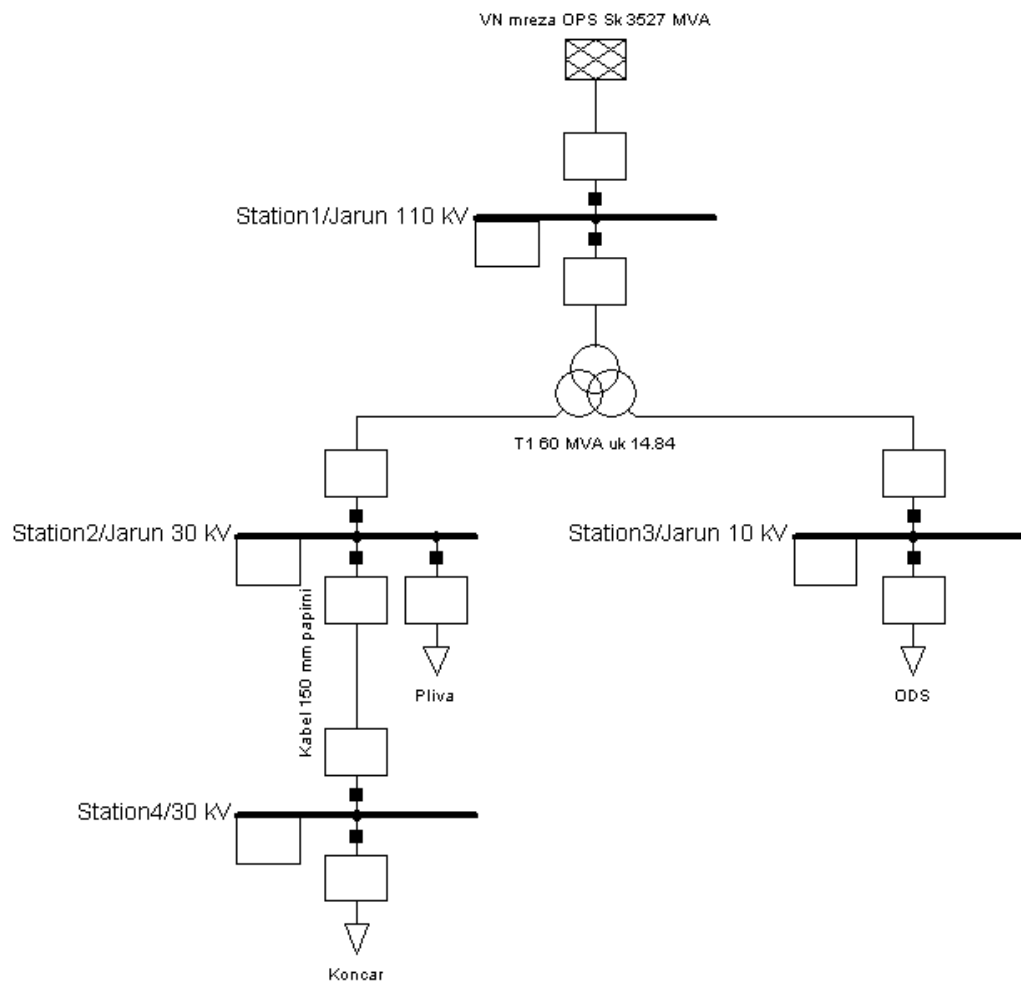 VN mreza OPS Sk 3527 MVA
Station1/Jarun 110 kV
T1 60 MVA uk 14.84
Station2/Jarun 30 kV
Station3/Jarun 10 kV
Kabel 150 mm papirni
Pliva
ODS
Station4/30 kV
Koncar